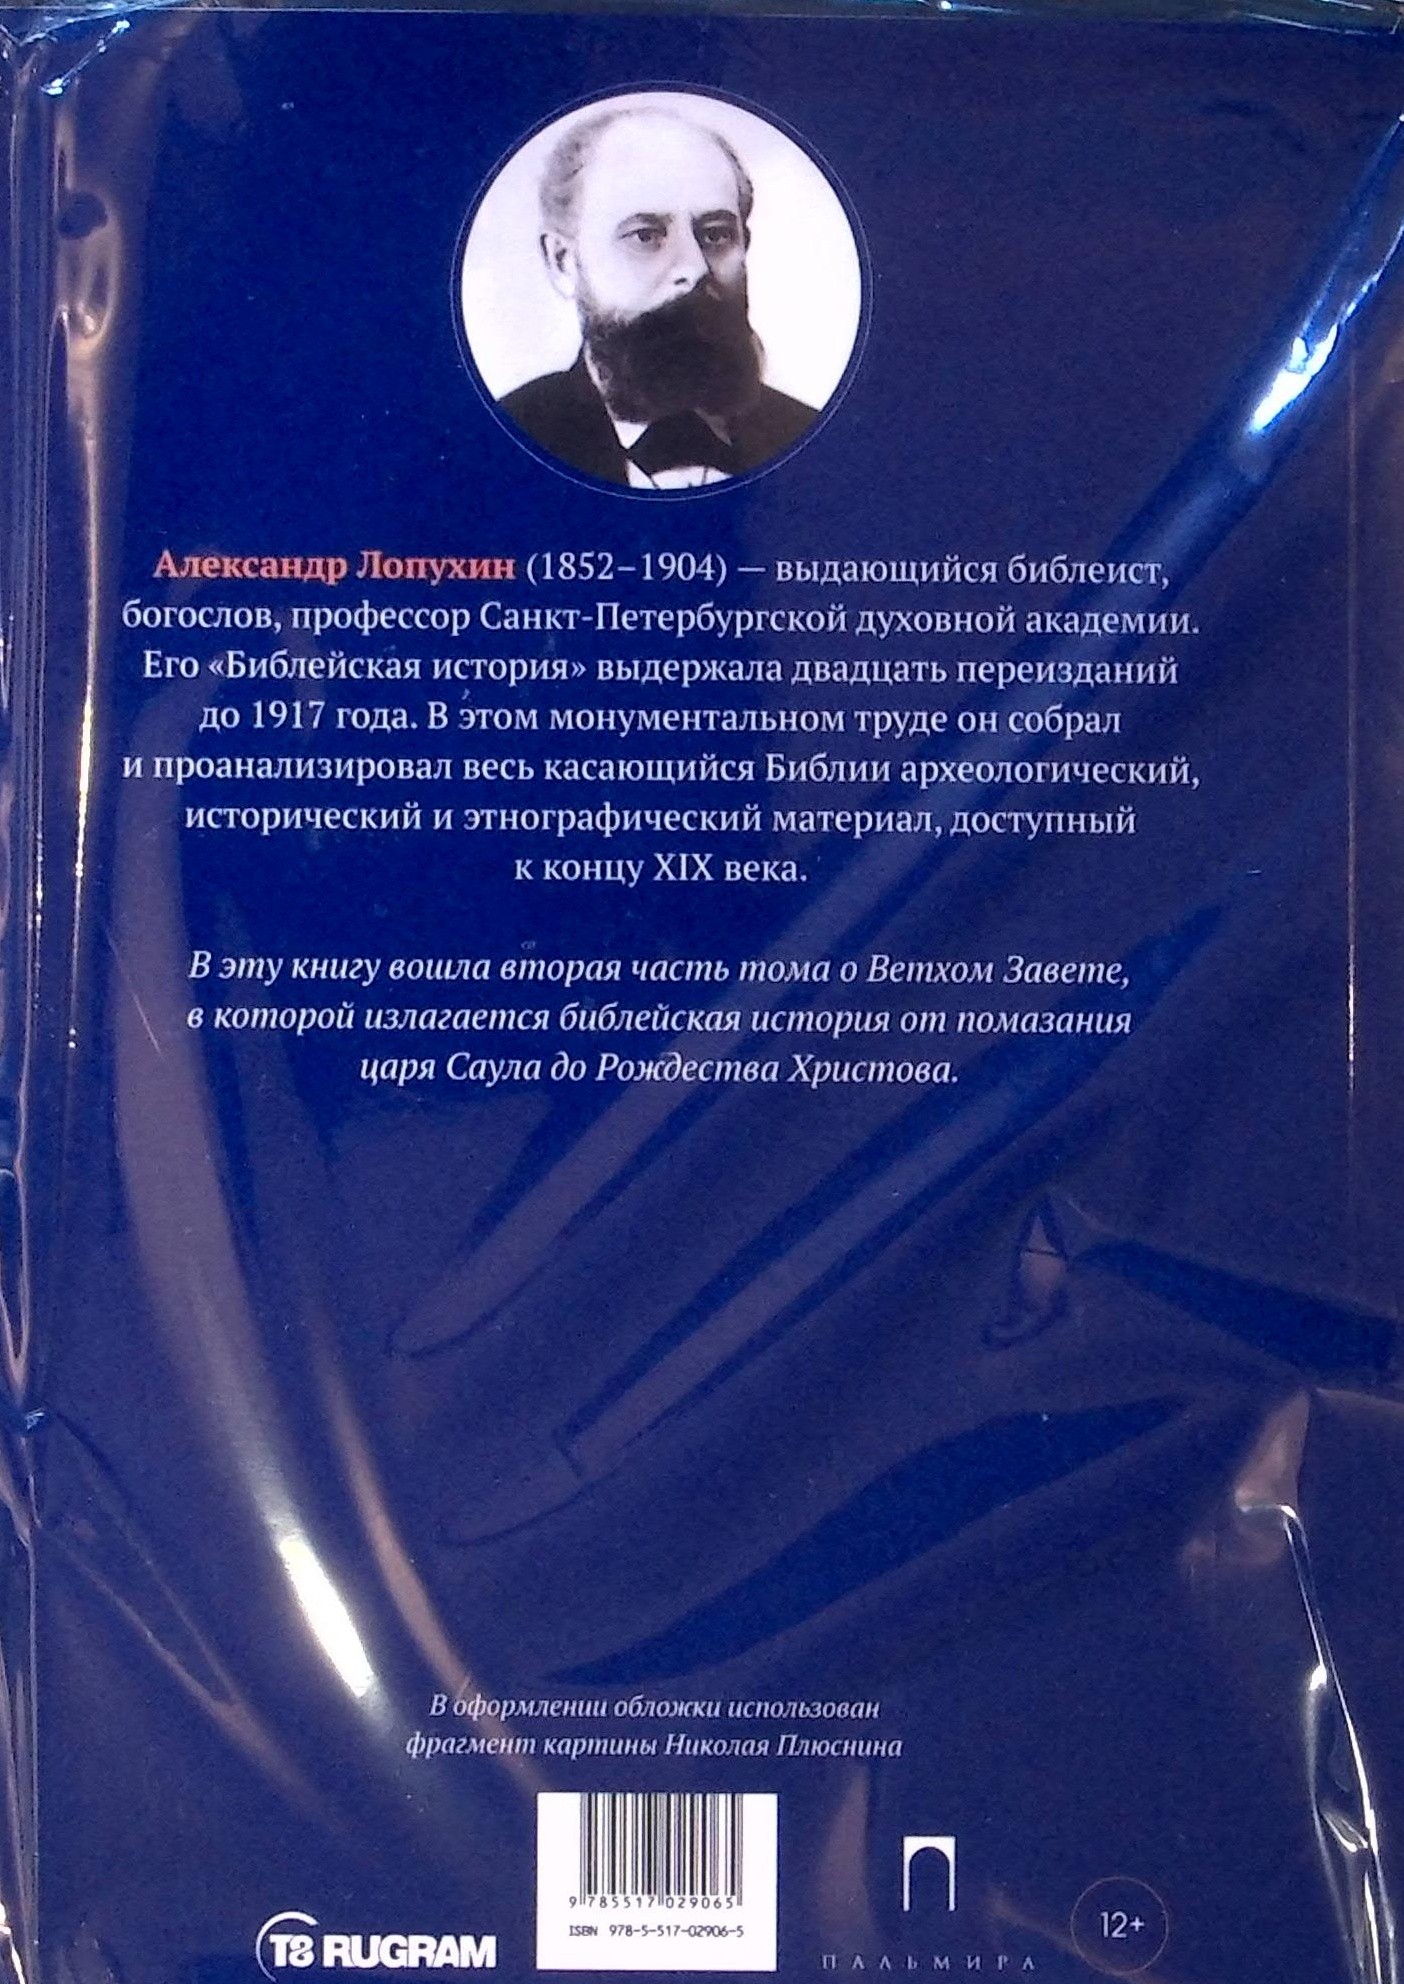 Александр Лопухин (1852–1904) — выдающийся библеист,
богослов, профессор Санкт-Петербургской духовной академии.
Его «Библейская история» выдержала двадцать переизданий
до 1917 года. В этом монументальном труде он собрал
и проанализировал весь касающийся Библии археологический,
исторический и этнографический материал, доступный
к концу XIX века.
В эту книгу вошла вторая часть тома о Ветхом Завете,
в которой излагается библейская история от помазания
царя Саула до Рождества Христова.
В оформлении обложки использован
фрагмент картины Николая Плюснина
9 785517 029065
ISBN 978-5-517-02906-5
T8 RUGRAM
ПАЛЬМИРА
12+